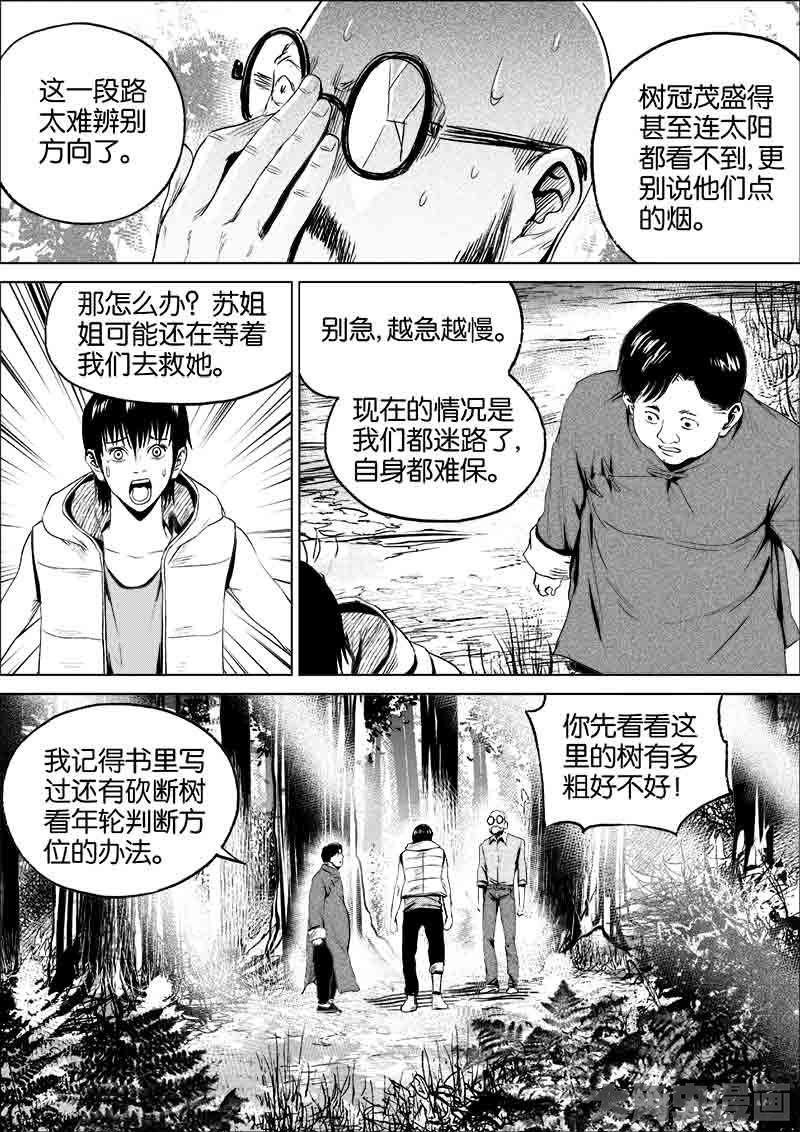 这一段路
太难辨别
方向了。
树冠茂盛得
甚至连太阳
都看不到,更
别说他们点
的烟。
那怎么办?苏姐
姐可能还在等着
我们去救她。
别急,越急越慢。
现在的情况是
我们都迷路了,
自身都难保。
我记得书里写
过还有砍断树
看年轮判断方
位的办法。
你先看看这
里的树有多
粗好不好!